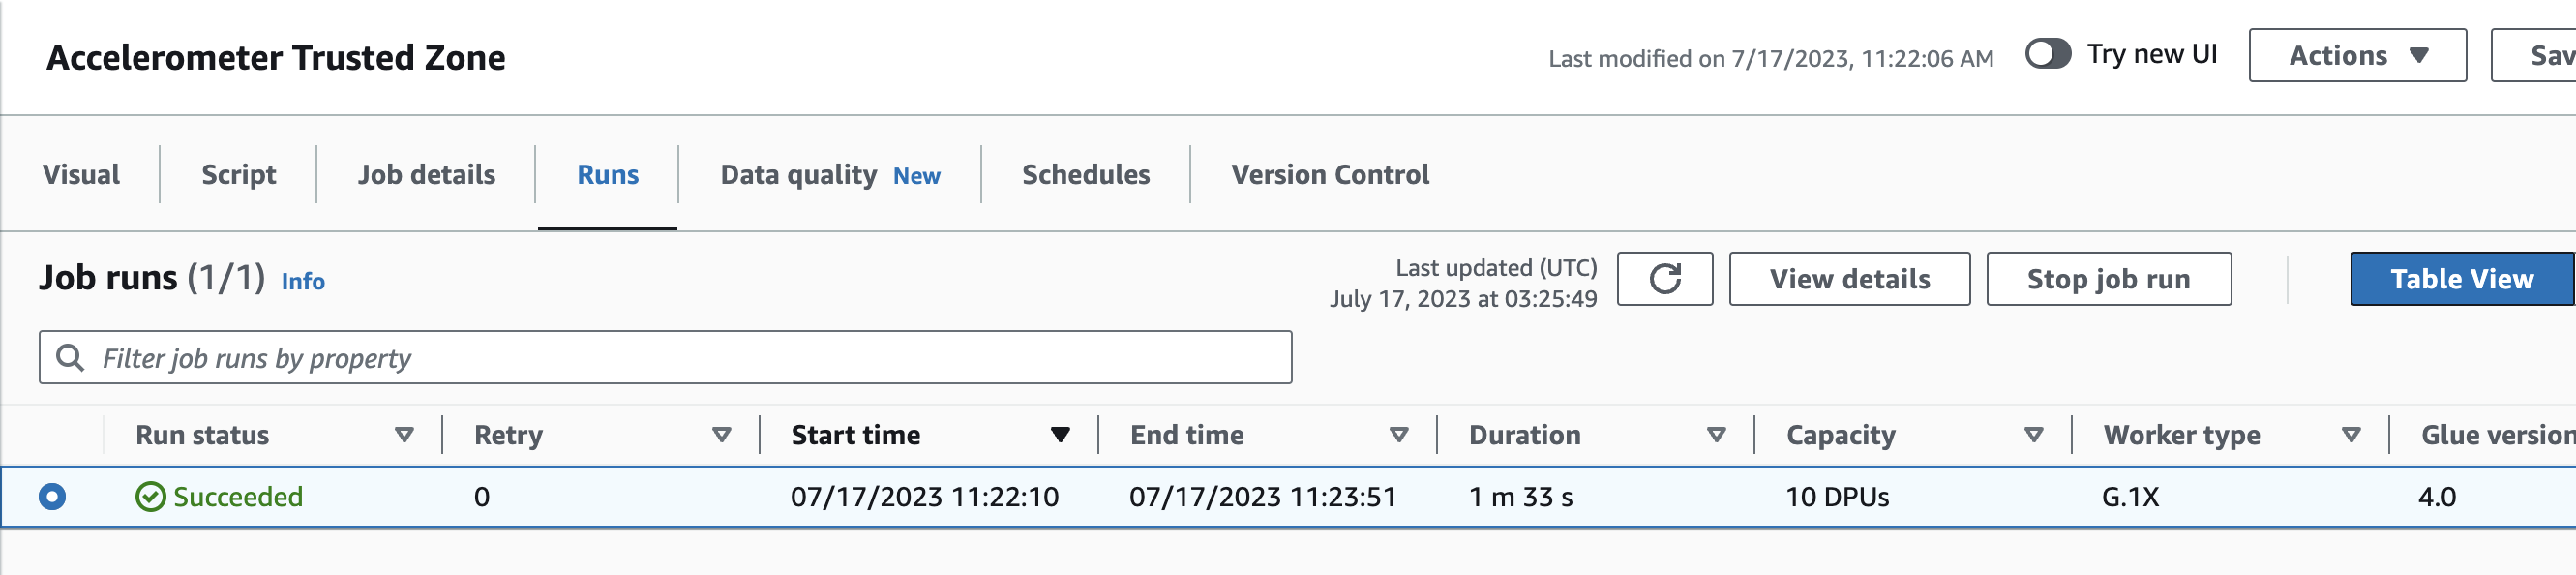 Accelerometer Trusted Zone
Last modified on 7/17/2023, 11:22:06 AM
Try new UI
Actions
Sav
Visual
Script
Job details
Runs
Data quality New
Schedules
Version Control
Job runs (1/1) Info
Last updated (UTC)
July 17, 2023 at 03:25:49
View details
Stop job run
Table View
Filter job runs by property
Run status Retry Start time End time Duration Capacity Worker type Glue version
Succeeded 0 07/17/2023 11:22:10 07/17/2023 11:23:51 1 m 33 s 10 DPUs G.1X 4.0